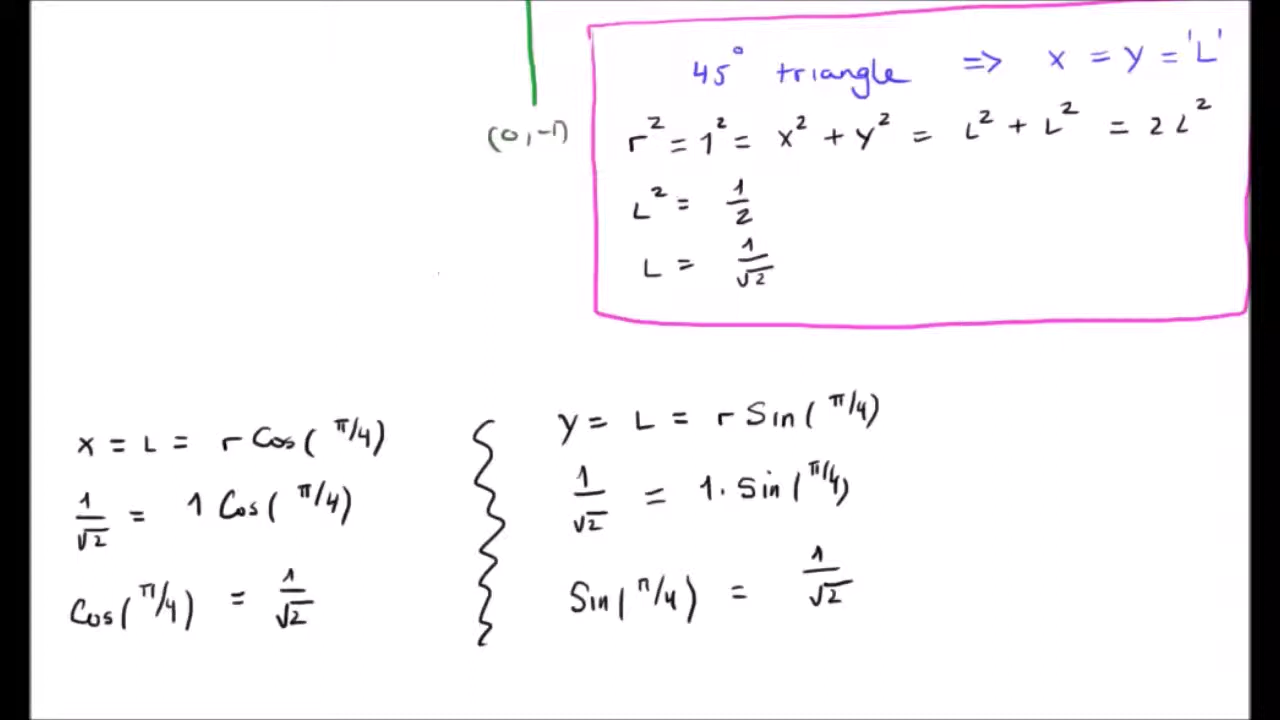 45° triangle => x = y = 'L'
(0,-1)
r² = 1² = x² + y² = L² + L² = 2L²
L² = 1/2
L = 1/√2
x = L = r Cos( π/4)
1/√2 = 1 Cos( π/4)
Cos( π/4) = 1/√2
y = L = r Sin( π/4)
1/√2 = 1. Sin( π/4)
Sin( π/4) = 1/√2